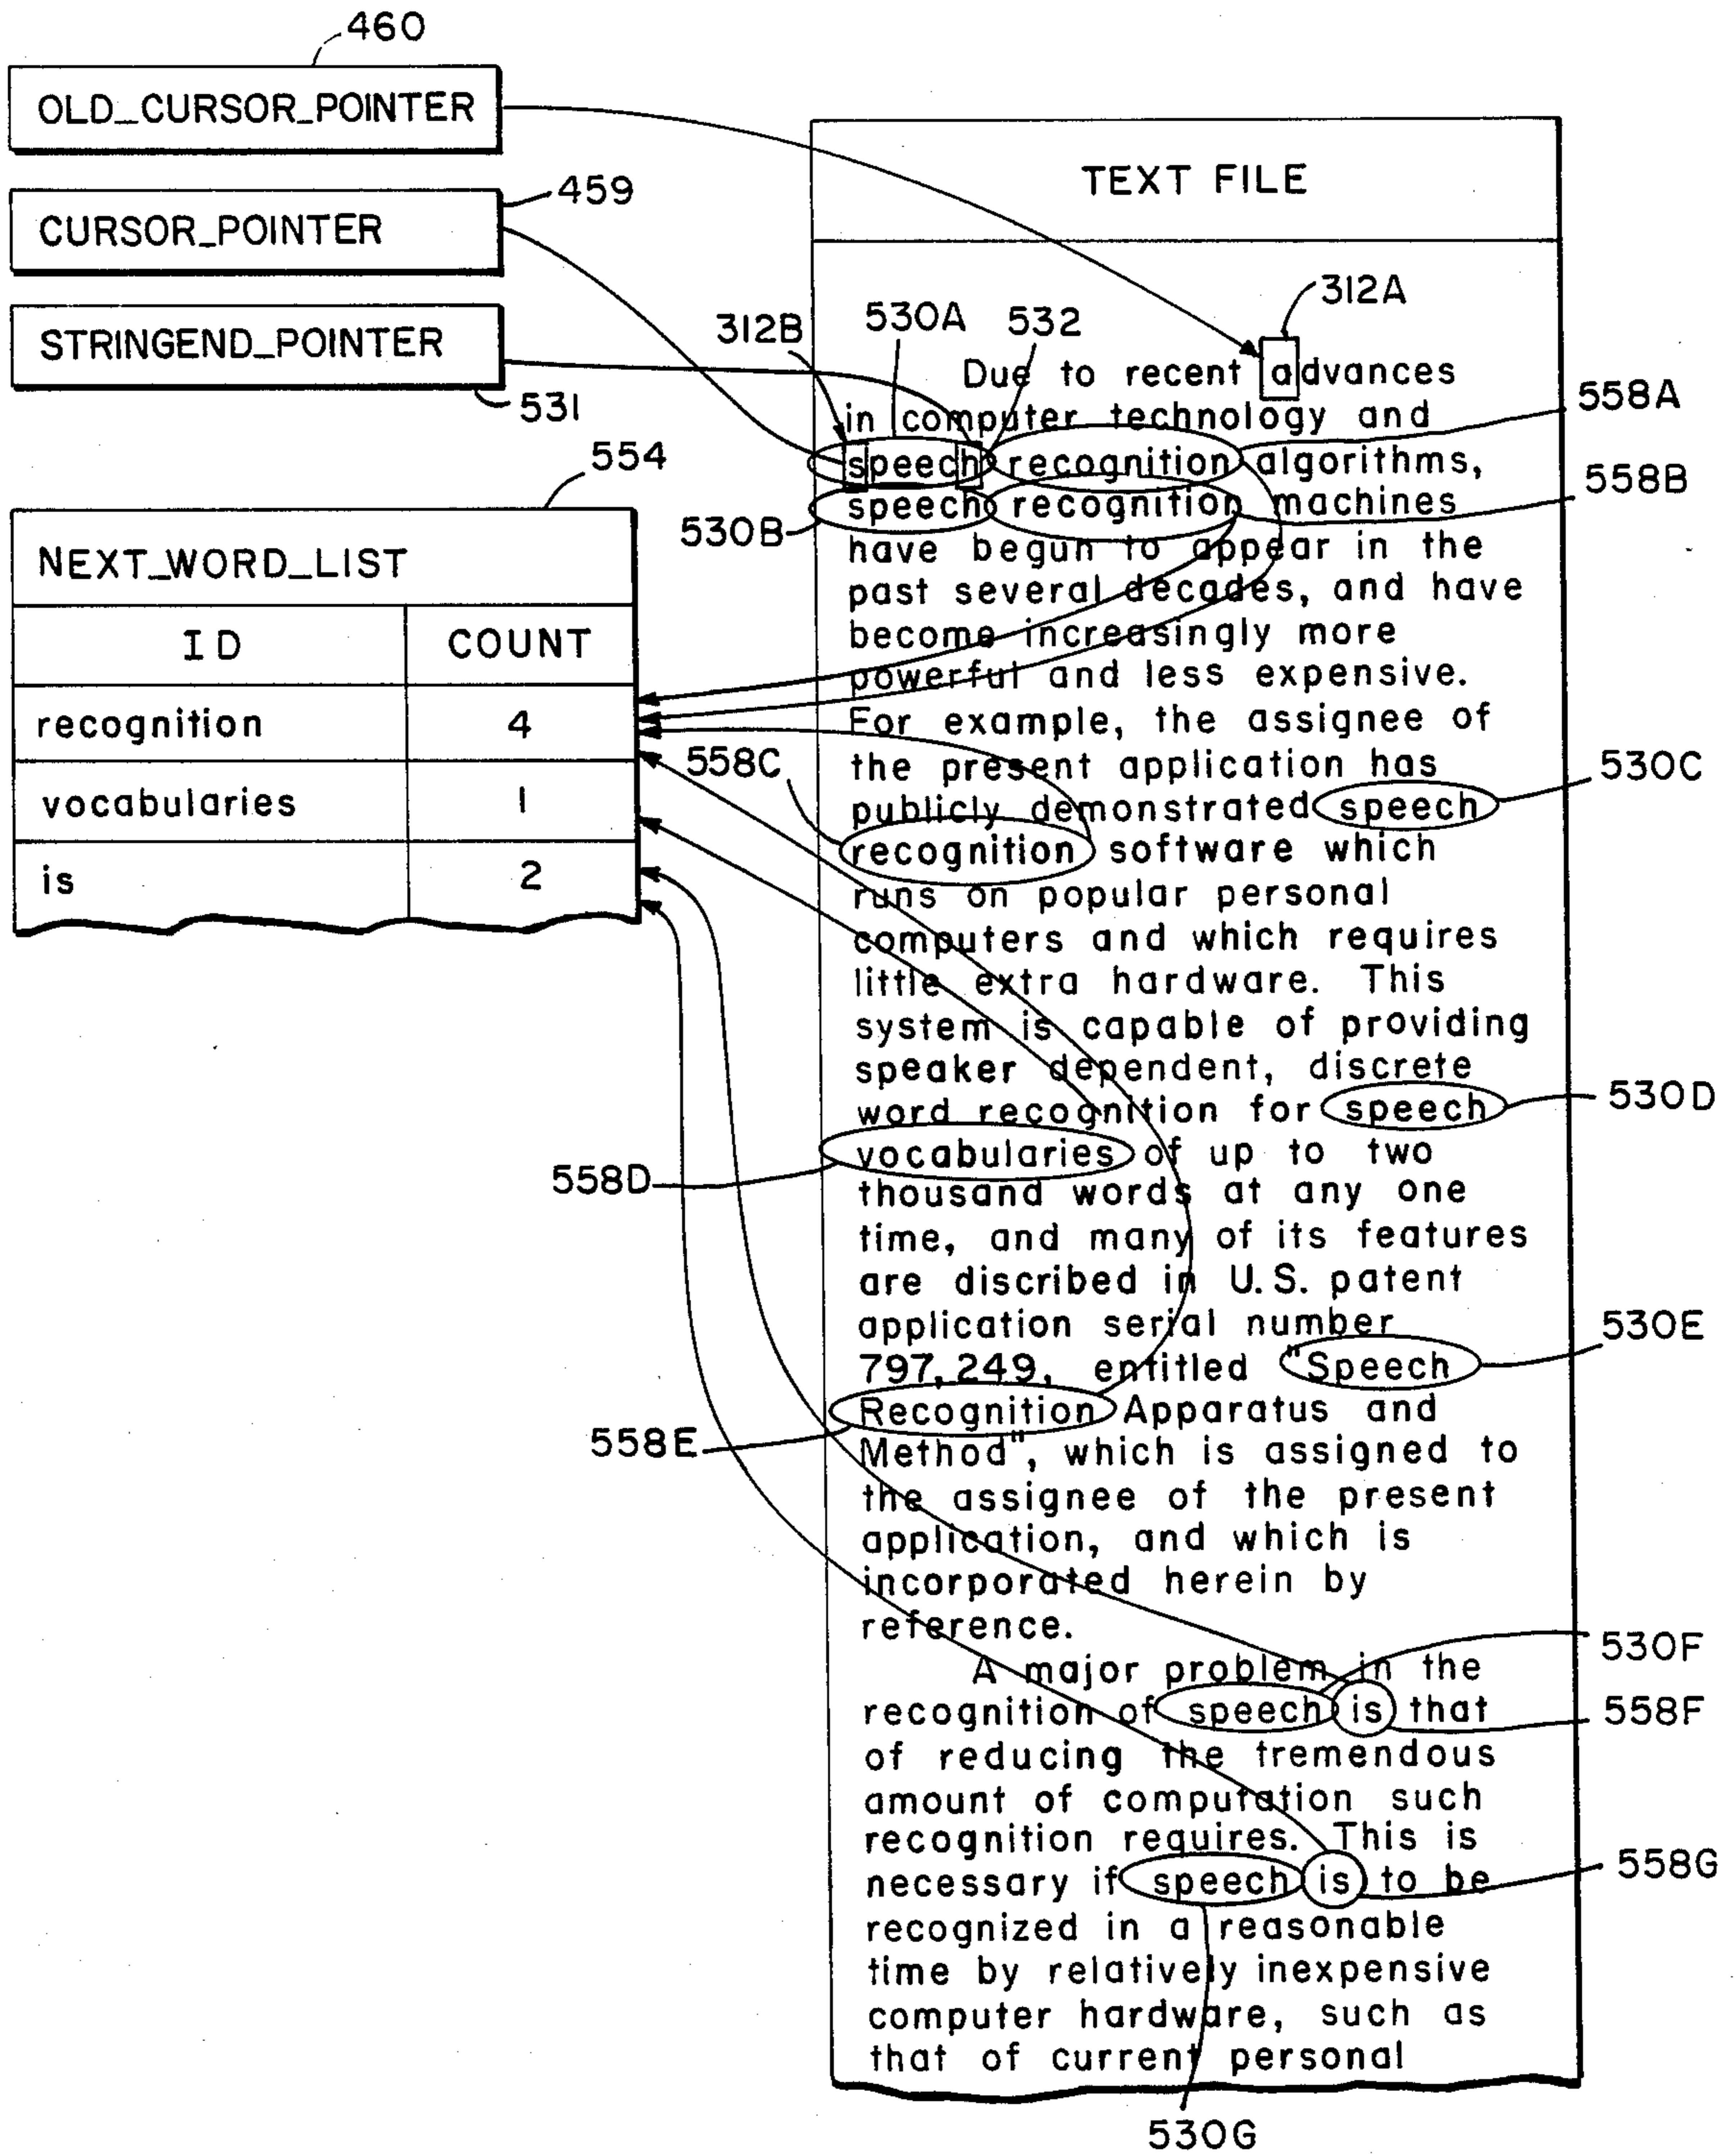 460
OLD_CURSOR_POINTER
459
CURSOR_POINTER
STRINGEND_POINTER
531
554
NEXT_WORD_LIST
ID COUNT
recognition 4
vocabularies 1
is 2
TEXT FILE
312A
312B 530A 532
Due to recent advances
in computer technology and
558A
speech recognition algorithms,
558B
speech recognition machines
530B
have begun to appear in the
past several decades, and have
become increasingly more
powerful and less expensive.
For example, the assignee of
558C
the present application has
530C
publicly demonstrated speech
recognition software which
runs on popular personal
computers and which requires
little extra hardware. This
system is capable of providing
speaker dependent, discrete
530D
word recognition for speech
vocabularies of up to two
558D
thousand words at any one
time, and many of its features
are discribed in U.S. patent
application serial number
530E
797,249, entitled "Speech
Recognition Apparatus and
558E
Method", which is assigned to
the assignee of the present
application, and which is
incorporated herein by
reference.
530F
A major problem in the
recognition of speech is that
558F
of reducing the tremendous
amount of computation such
recognition requires. This is
558G
necessary if speech is to be
recognized in a reasonable
time by relatively inexpensive
computer hardware, such as
that of current personal
530G